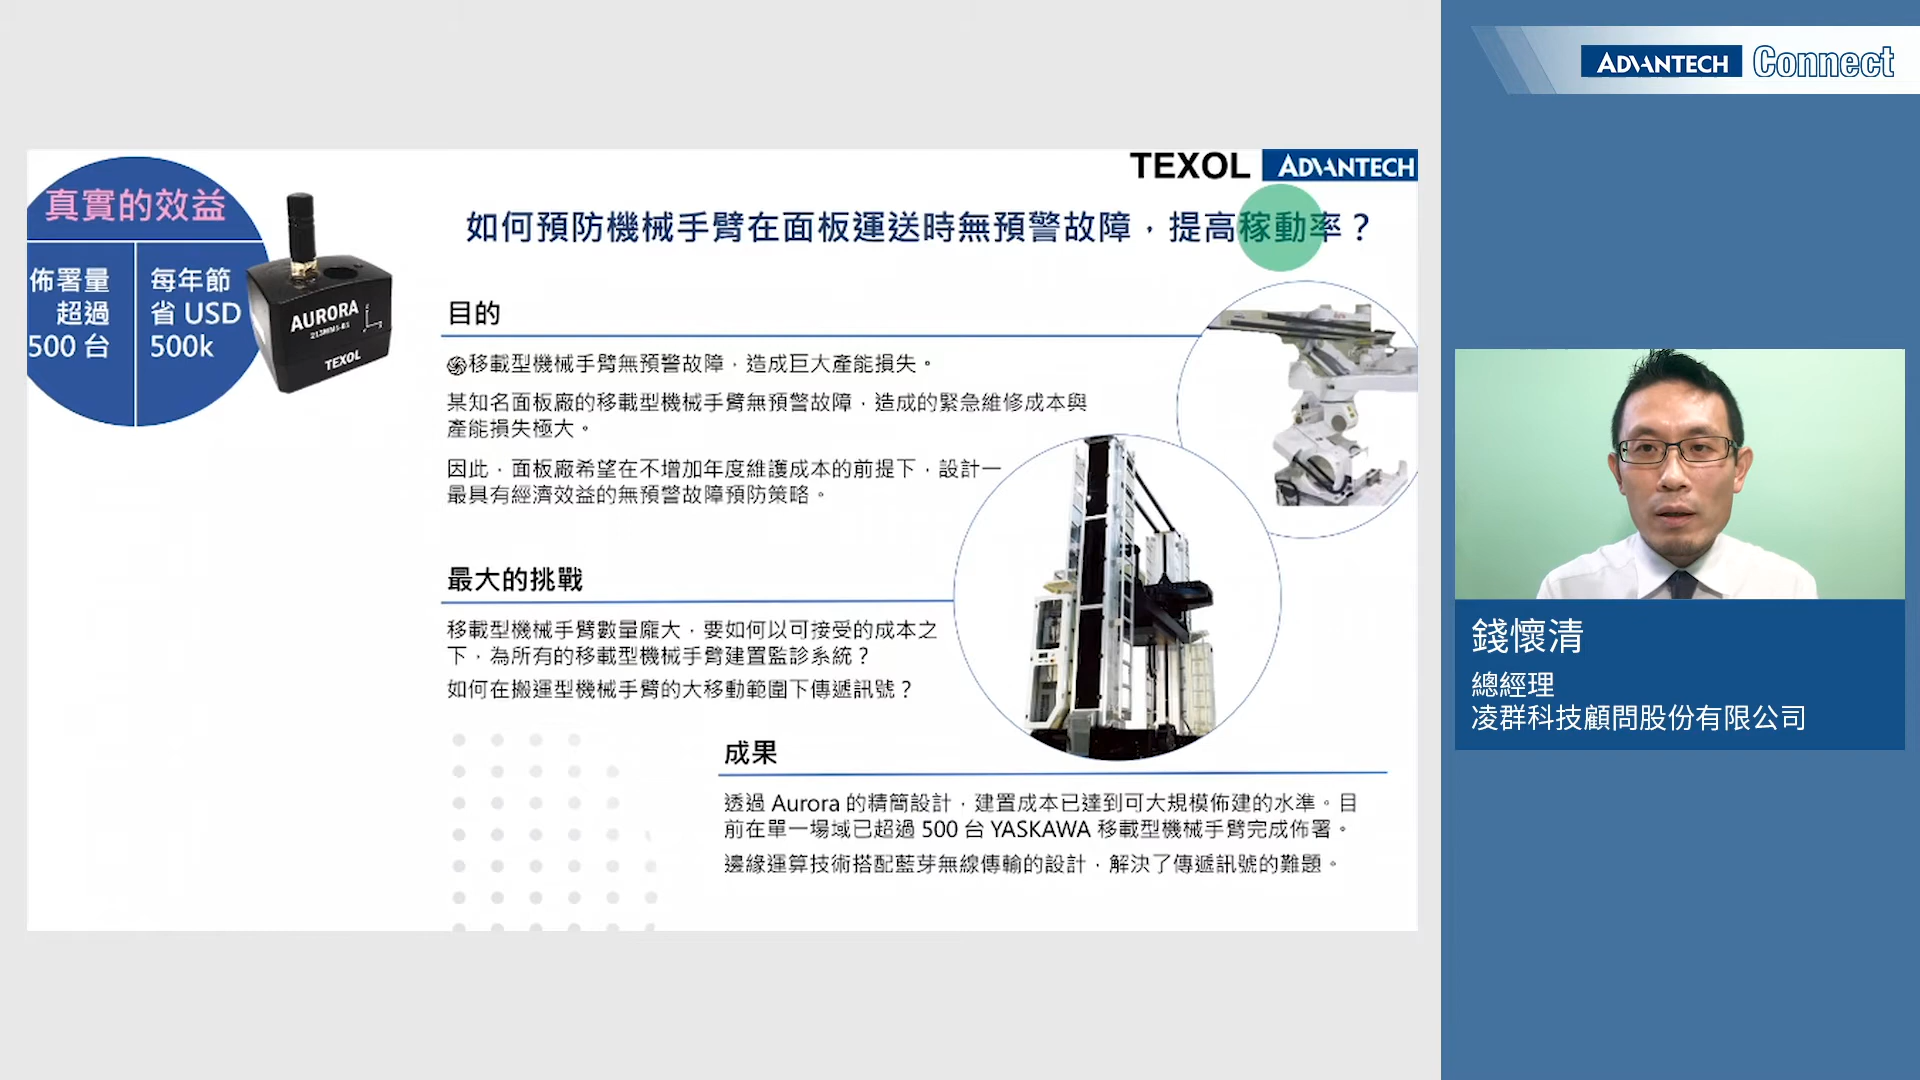 ADVANTECH Connect
TEXOL ADVANTECH
真實的效益
佈署量
超過
500 台
每年節
省 USD
500k
AURORA
TEXOL
如何預防機械手臂在面板運送時無預警故障，提高稼動率？
目的
移載型機械手臂無預警故障，造成巨大產能損失。
某知名面板廠的移載型機械手臂無預警故障，造成的緊急維修成本與
產能損失極大。
因此，面板廠希望在不增加年度維護成本的前提下，設計一
最具有經濟效益的無預警故障預防策略。
最大的挑戰
移載型機械手臂數量龐大，要如何以可接受的成本之
下，為所有的移載型機械手臂建置監診系統？
如何在搬運型機械手臂的大移動範圍下傳遞訊號？
成果
透過 Aurora 的精簡設計，建置成本已達到可大規模佈建的水準。目
前在單一場域已超過 500 台 YASKAWA 移載型機械手臂完成佈署。
邊緣運算技術搭配藍芽無線傳輸的設計，解決了傳遞訊號的難題。
錢懷清
總經理
凌群科技顧問股份有限公司